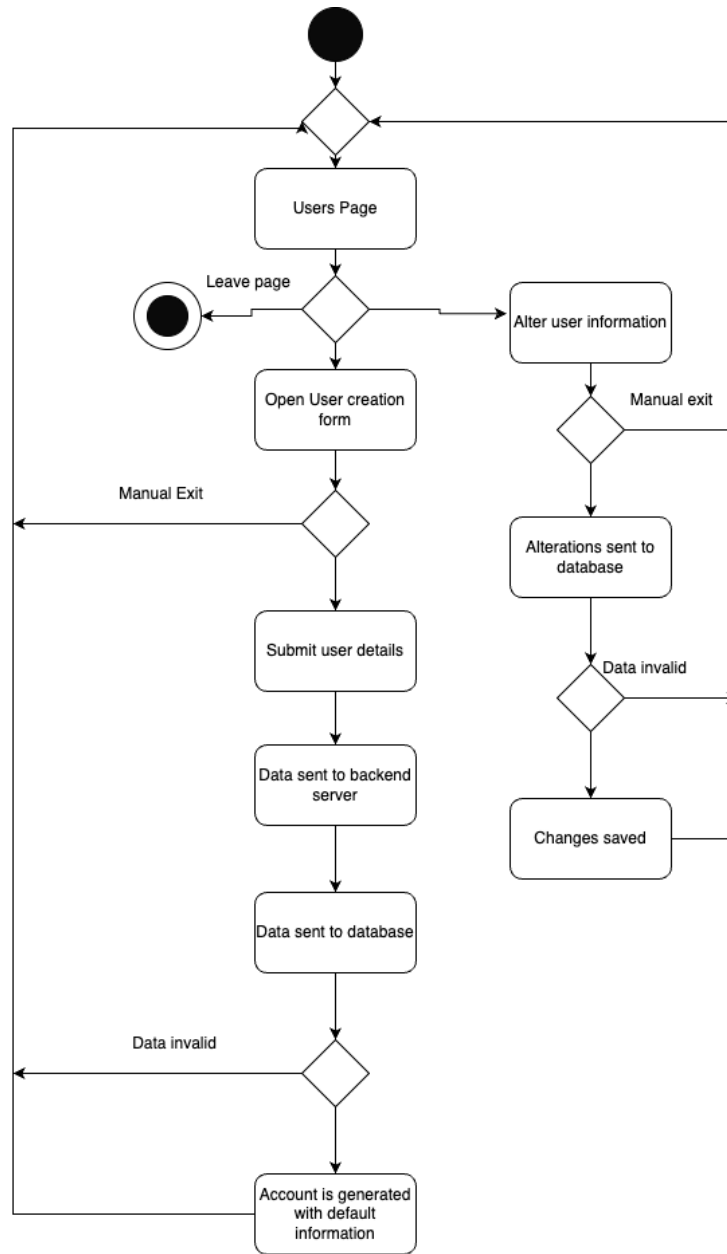 Users Page
Leave page
Alter user information
Open User creation
form
Manual exit
Manual Exit
Alterations sent to
database
Submit user details
Data invalid
Data sent to backend
server
Changes saved
Data sent to database
Data invalid
Account is generated
with default
information